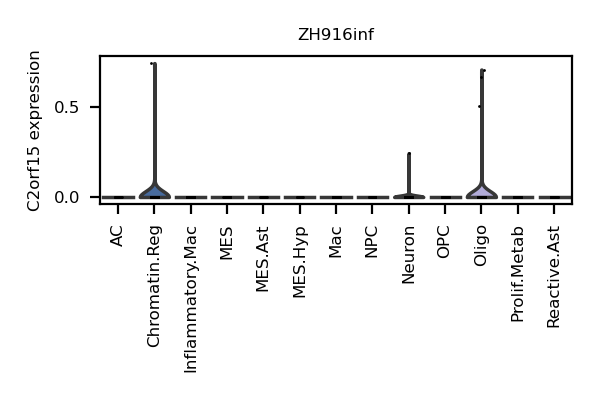 ZH916inf
C2orf15 expression
0.5
0.0
AC
Chromatin.Reg
Inflammatory.Mac
MES
MES.Ast
MES.Hyp
Mac
NPC
Neuron
OPC
Oligo
Prolif.Metab
Reactive.Ast